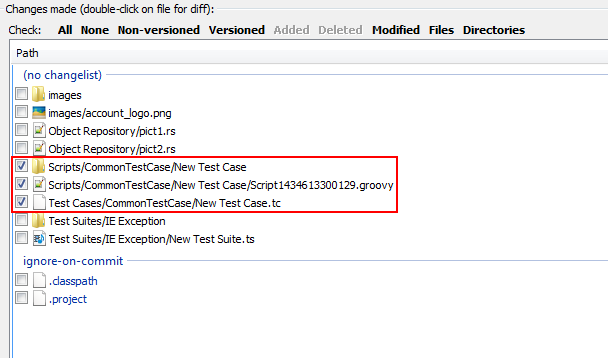 Changes made (double-click on file for diff):
Check: All None Non-versioned Versioned Added Deleted Modified Files Directories
Path
(no changelist)
images
images/account_logo.png
Object Repository/pict1.rs
Object Repository/pict2.rs
Scripts/CommonTestCase/New Test Case
Scripts/CommonTestCase/New Test Case/Script1434613300129.groovy
Test Cases/CommonTestCase/New Test Case.tc
Test Suites/IE Exception
Test Suites/IE Exception/New Test Suite.ts
ignore-on-commit
.classpath
.project